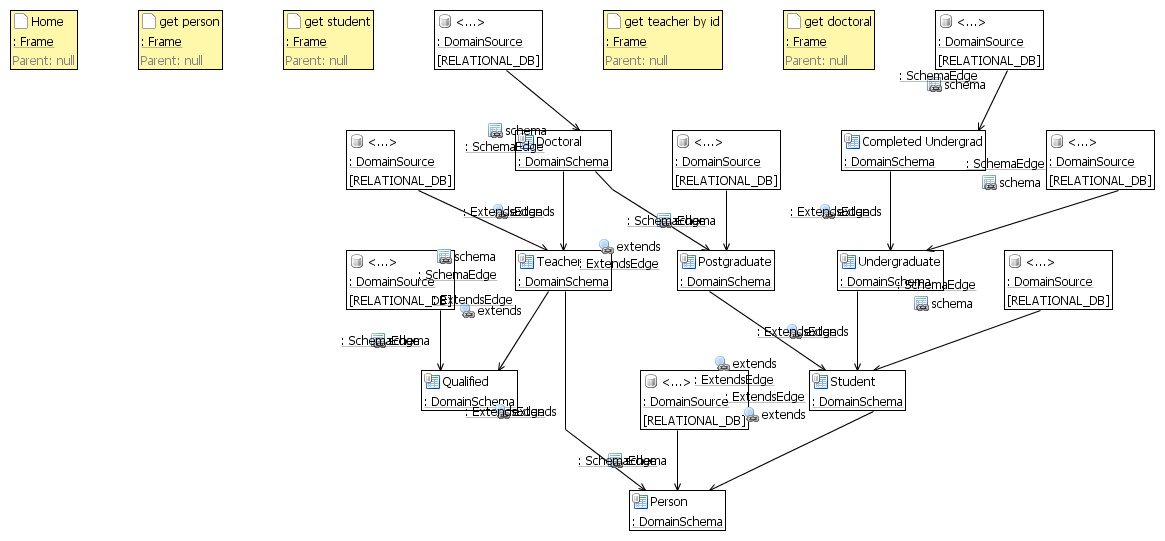 Home
: Frame
Parent: null
get person
: Frame
Parent: null
get student
: Frame
Parent: null
<...>
: DomainSource
[RELATIONAL_DB]
get teacher by id
: Frame
Parent: null
get doctoral
: Frame
Parent: null
<...>
: DomainSource
[RELATIONAL_DB]
: SchemaEdge
schema
<...>
: DomainSource
[RELATIONAL_DB]
schema
: SchemaEdge
Doctoral
: DomainSchema
<...>
: DomainSource
[RELATIONAL_DB]
Completed Undergrad
: DomainSchema
: SchemaEdge
schema
<...>
: DomainSource
[RELATIONAL_DB]
: ExtendsEdge
extends
: SchemaEdge
schema
: ExtendsEdge
extends
<...>
: DomainSource
[RELATIONAL_DB]
schema
: SchemaEdge
: ExtendsEdge
extends
Teacher
: DomainSchema
extends
: ExtendsEdge
Postgraduate
: DomainSchema
Undergraduate
: DomainSchema
: SchemaEdge
schema
<...>
: DomainSource
[RELATIONAL_DB]
: SchemaEdge
schema
: ExtendsEdge
extends
Qualified
: DomainSchema
: ExtendsEdge
extends
<...>
: DomainSource
[RELATIONAL_DB]
extends
: ExtendsEdge
: ExtendsEdge
extends
Student
: DomainSchema
: SchemaEdge
schema
Person
: DomainSchema